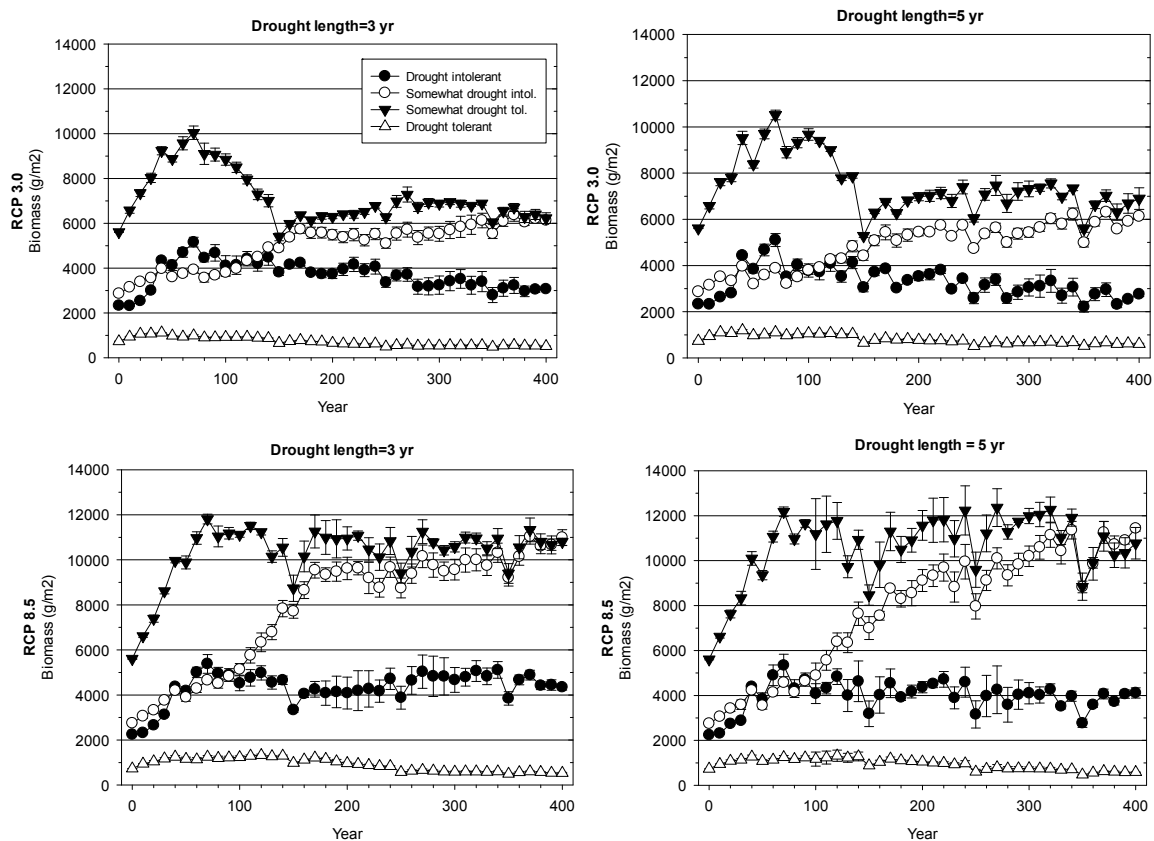 Drought length=3 yr
14000
12000
10000
8000
6000
4000
2000
0
RCP 3.0
Biomass (g/m2)
Drought intolerant
Somewhat drought intol.
Somewhat drought tol.
Drought tolerant
0 100 200 300 400
Year
Drought length=5 yr
14000
12000
10000
8000
6000
4000
2000
0
RCP 3.0
Biomass (g/m2)
0 100 200 300 400
Year
Drought length=3 yr
14000
12000
10000
8000
6000
4000
2000
0
RCP 8.5
Biomass (g/m2)
0 100 200 300 400
Year
Drought length = 5 yr
14000
12000
10000
8000
6000
4000
2000
0
RCP 8.5
Biomass (g/m2)
0 100 200 300 400
Year